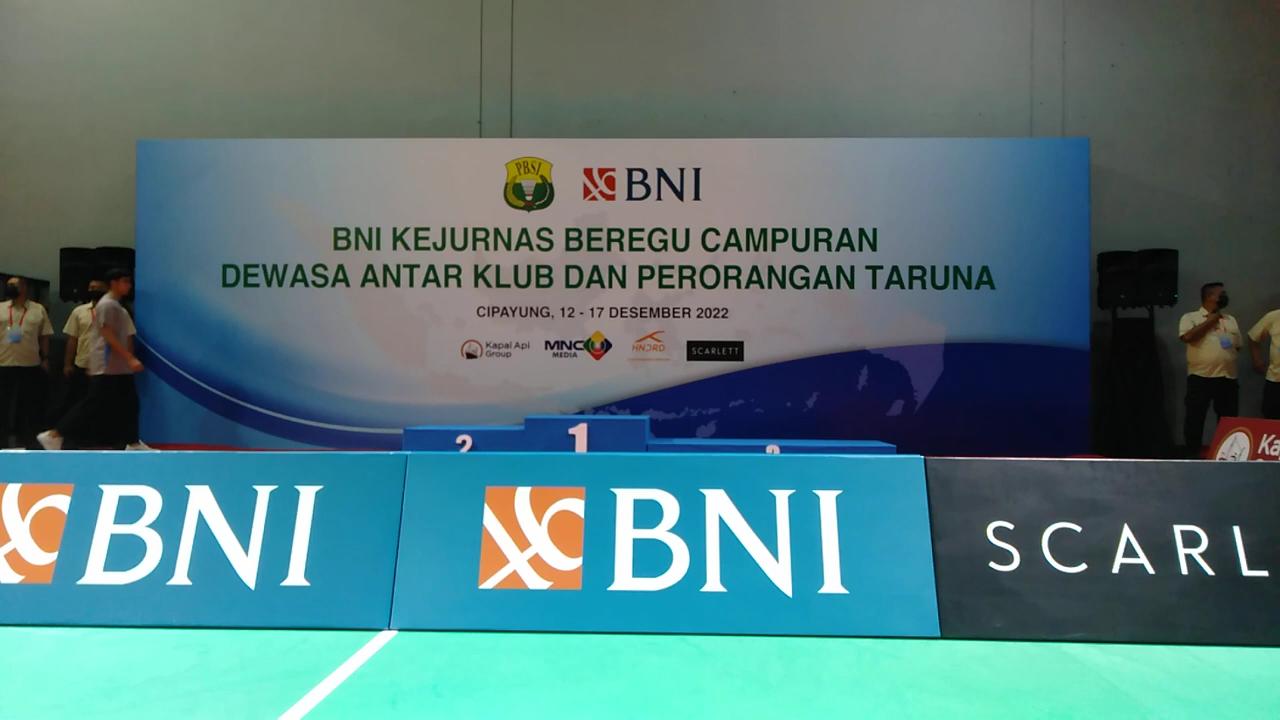 PBSI
BNI
BNI KEJURNAS BEREGU CAMPURAN
DEWASA ANTAR KLUB DAN PERORANGAN TARUNA
CIPAYUNG, 12 - 17 DESEMBER 2022
Kapal Api
Group
MNC
MEDIA
HNDRD
SCARLETT
2
1
BNI
BNI
SCARL